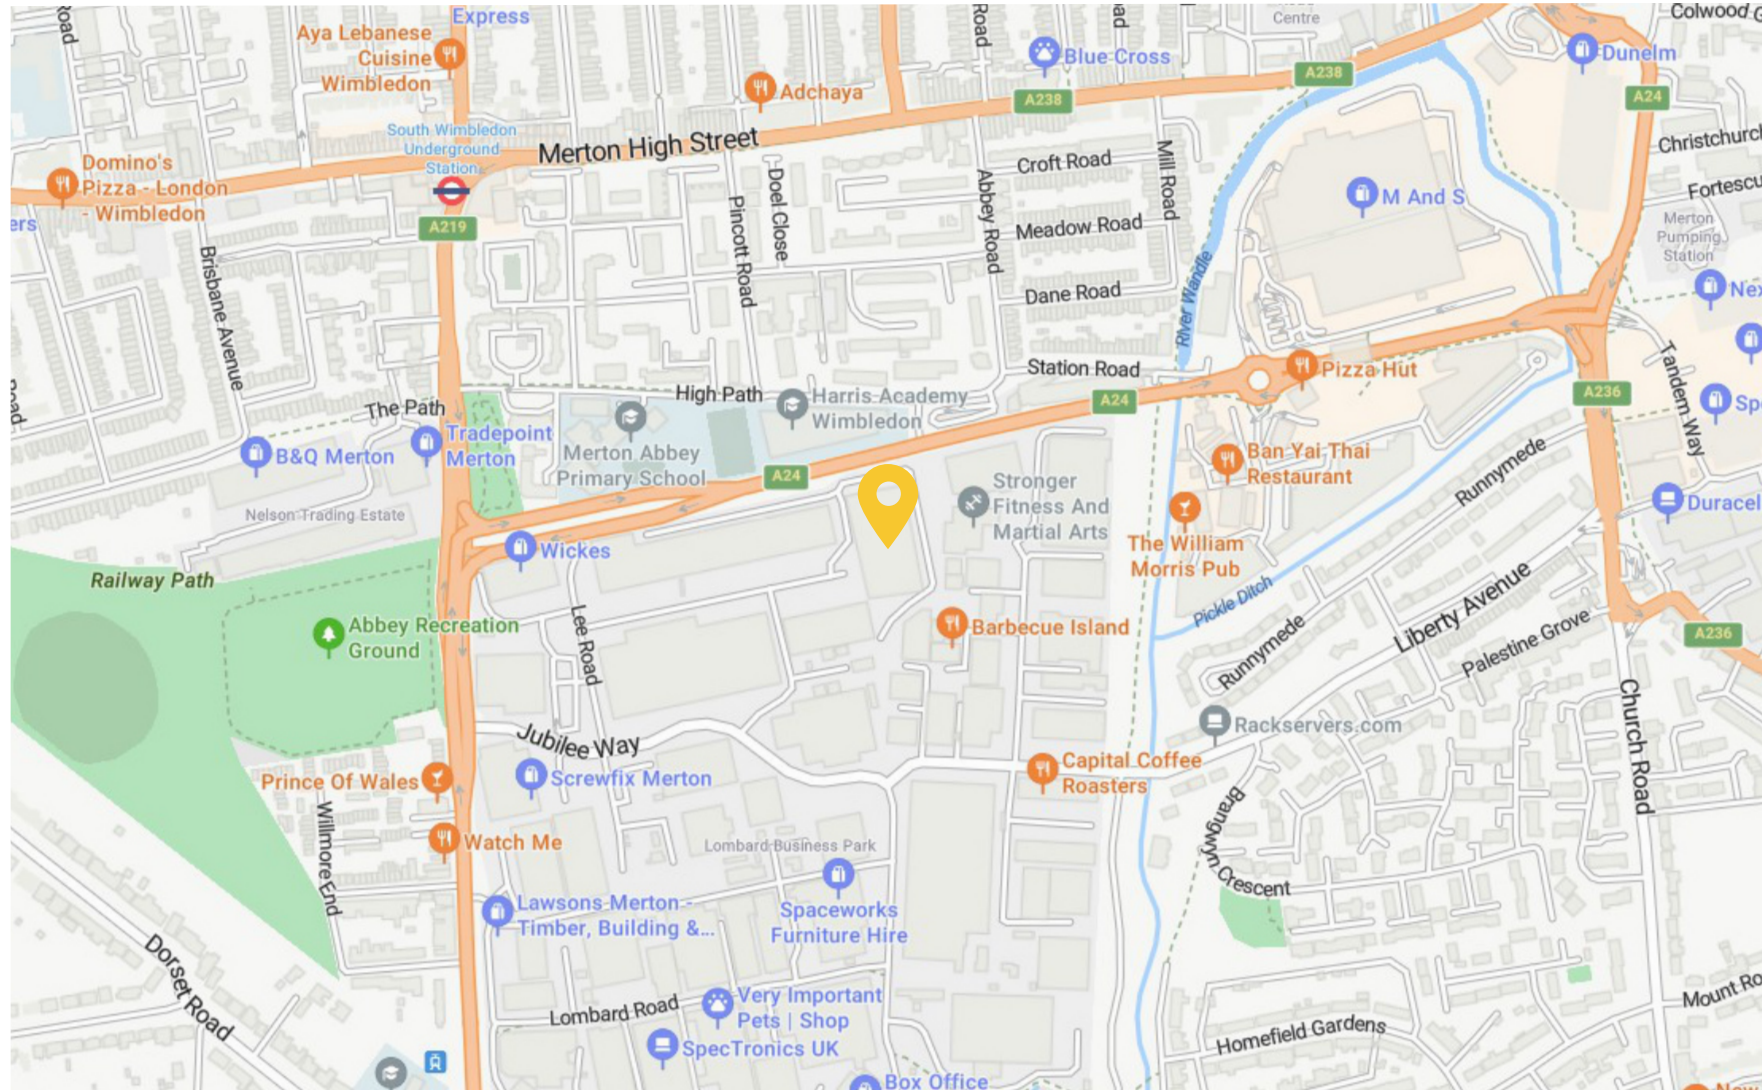 Road
Express
Aya Lebanese
Cuisine
Wimbledon
Adchaya
Road
Blue Cross
Centre
Colwood G
Dunelm
A238
A238
A24
South Wimbledon
Underground
Station
Merton High Street
Domino's
Pizza - London
- Wimbledon
ers
A219
Brisbane Avenue
Pincott Road
Doel Close
Abbey Road
Croft Road
Meadow Road
Dane Road
Mill Road
River Wandle
M And S
Christchurch
Fortescu
Merton
Pumping
Station
Nex
Station Road
Pizza Hut
A24
A236
Tandem Way
Spo
Road
The Path
High Path
Harris Academy
Wimbledon
B&Q Merton
Tradepoint
Merton
Merton Abbey
Primary School
A24
Nelson Trading Estate
Wickes
Stronger
Fitness And
Martial Arts
Ban Yai Thai
Restaurant
Runnymede
Duracel
The William
Morris Pub
Railway Path
Abbey Recreation
Ground
Lee Road
Barbecue Island
Pickle Ditch
Runnymede
Liberty Avenue
Palestine Grove
A236
Church Road
Jubilee Way
Rackservers.com
Prince Of Wales
Screwfix Merton
Capital Coffee
Roasters
Willmore End
Watch Me
Lombard Business Park
Brangwyn Crescent
Lawsons Merton -
Timber, Building &...
Spaceworks
Furniture Hire
Dorset Road
Lombard Road
Very Important
Pets | Shop
SpecTronics UK
Homefield Gardens
Mount Ro
Box Office